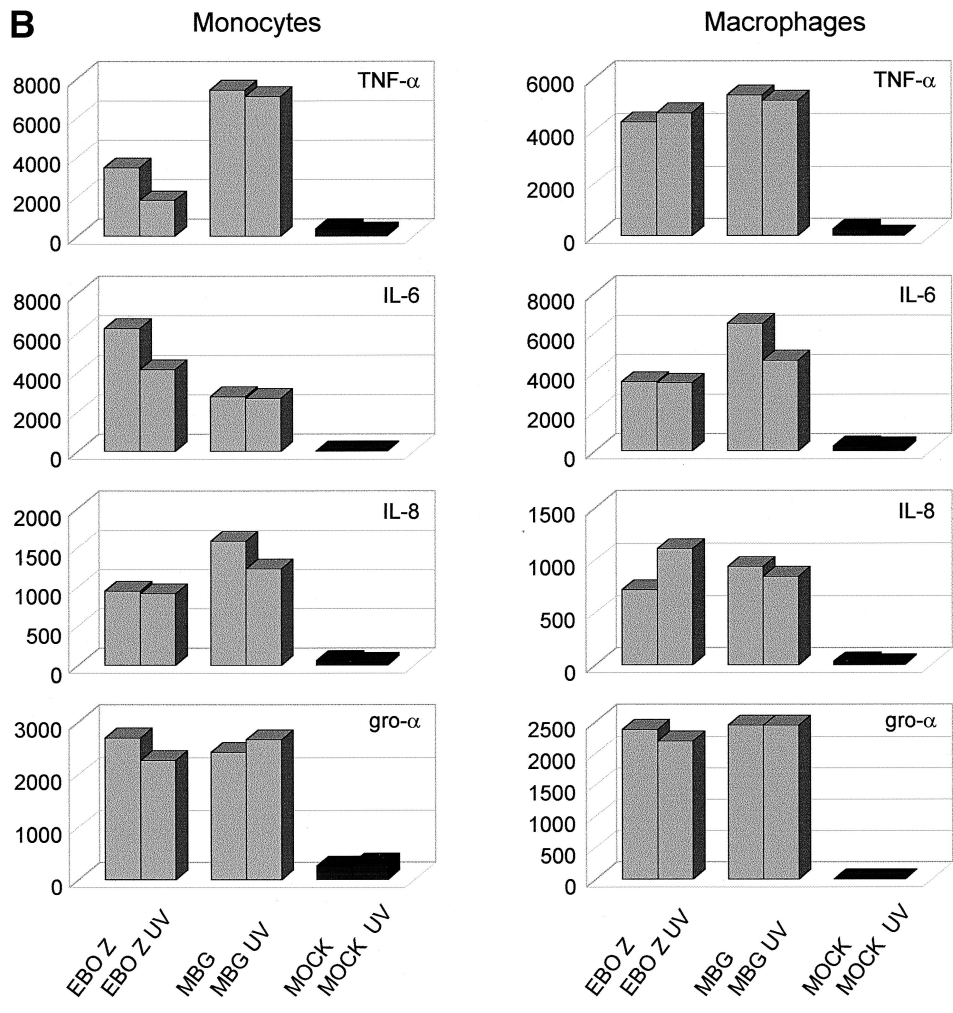 B
Monocytes
Macrophages
TNF-α
8000
6000
4000
2000
0
TNF-α
6000
4000
2000
0
IL-6
8000
6000
4000
2000
0
IL-6
8000
6000
4000
2000
0
IL-8
2000
1500
1000
500
0
IL-8
1500
1000
500
0
gro-α
3000
2000
1000
0
gro-α
2500
2000
1500
1000
500
0
EBO Z
EBO Z UV
MBG
MBG UV
MOCK
MOCK UV
EBO Z
EBO Z UV
MBG
MBG UV
MOCK
MOCK UV